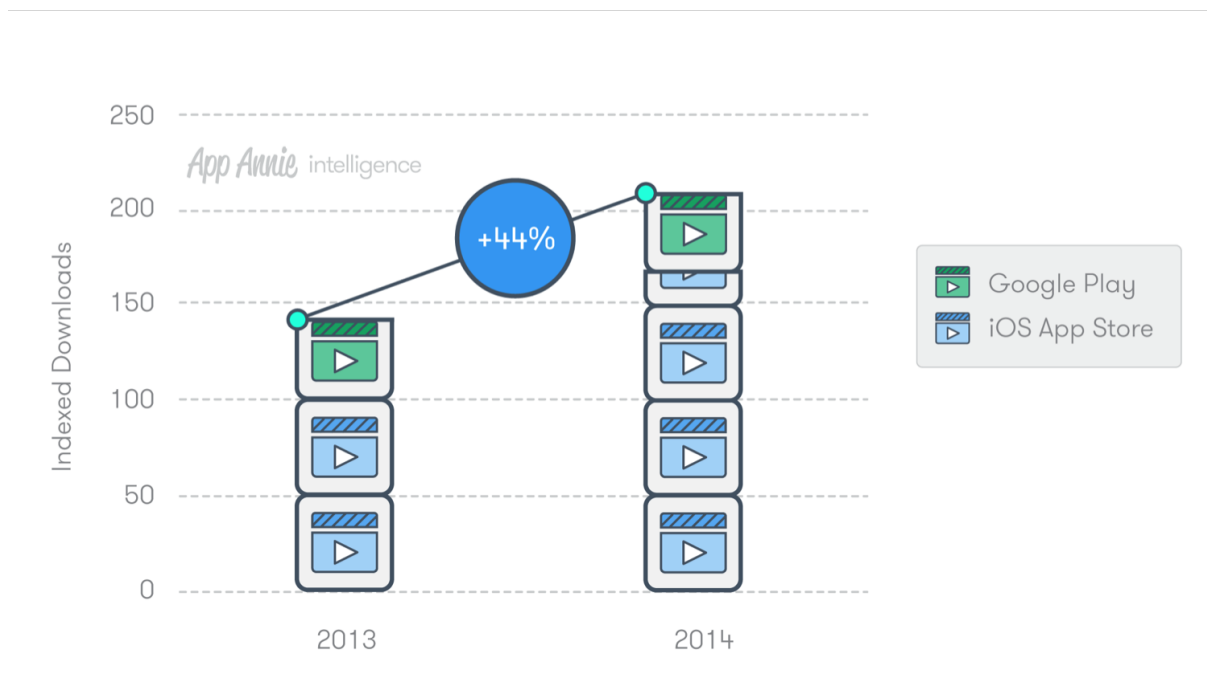 250
App Annie intelligence
200
+44%
150
100
50
0
Indexed Downloads
2013
2014
Google Play
iOS App Store